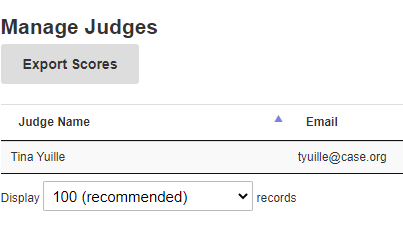 Manage Judges
Export Scores
Judge Name Email
Tina Yuille tyuille@case.org
Display 100 (recommended) records